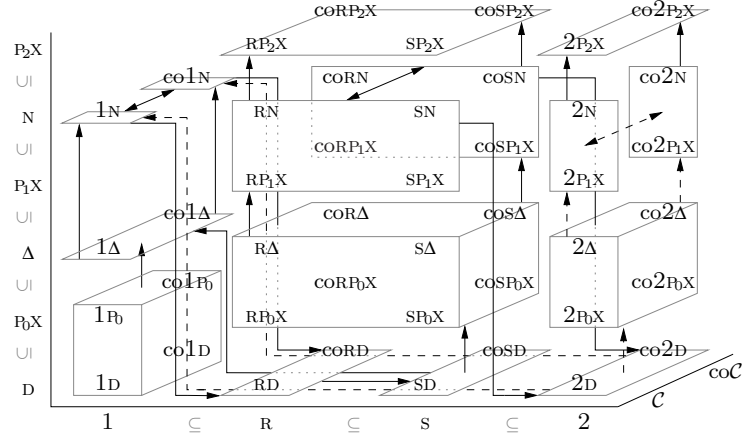 coRP₂X coSP₂X co2P₂X
P₂X RP₂X SP₂X 2P₂X
∪| co1N coRN coSN co2N
N 1N RN SN 2N
∪| coRP₁X coSP₁X co2P₁X
P₁X RP₁X SP₁X 2P₁X
∪| co1Δ coRΔ coSΔ co2Δ
Δ 1Δ RΔ SΔ 2Δ
∪| co1P₀ coRP₀X coSP₀X co2P₀X
P₀X 1P₀ RP₀X SP₀X 2P₀X
∪| co1D coRD coSD co2D
D 1D RD SD 2D
co𝒞
𝒞
1 ⊆ R ⊆ S ⊆ 2